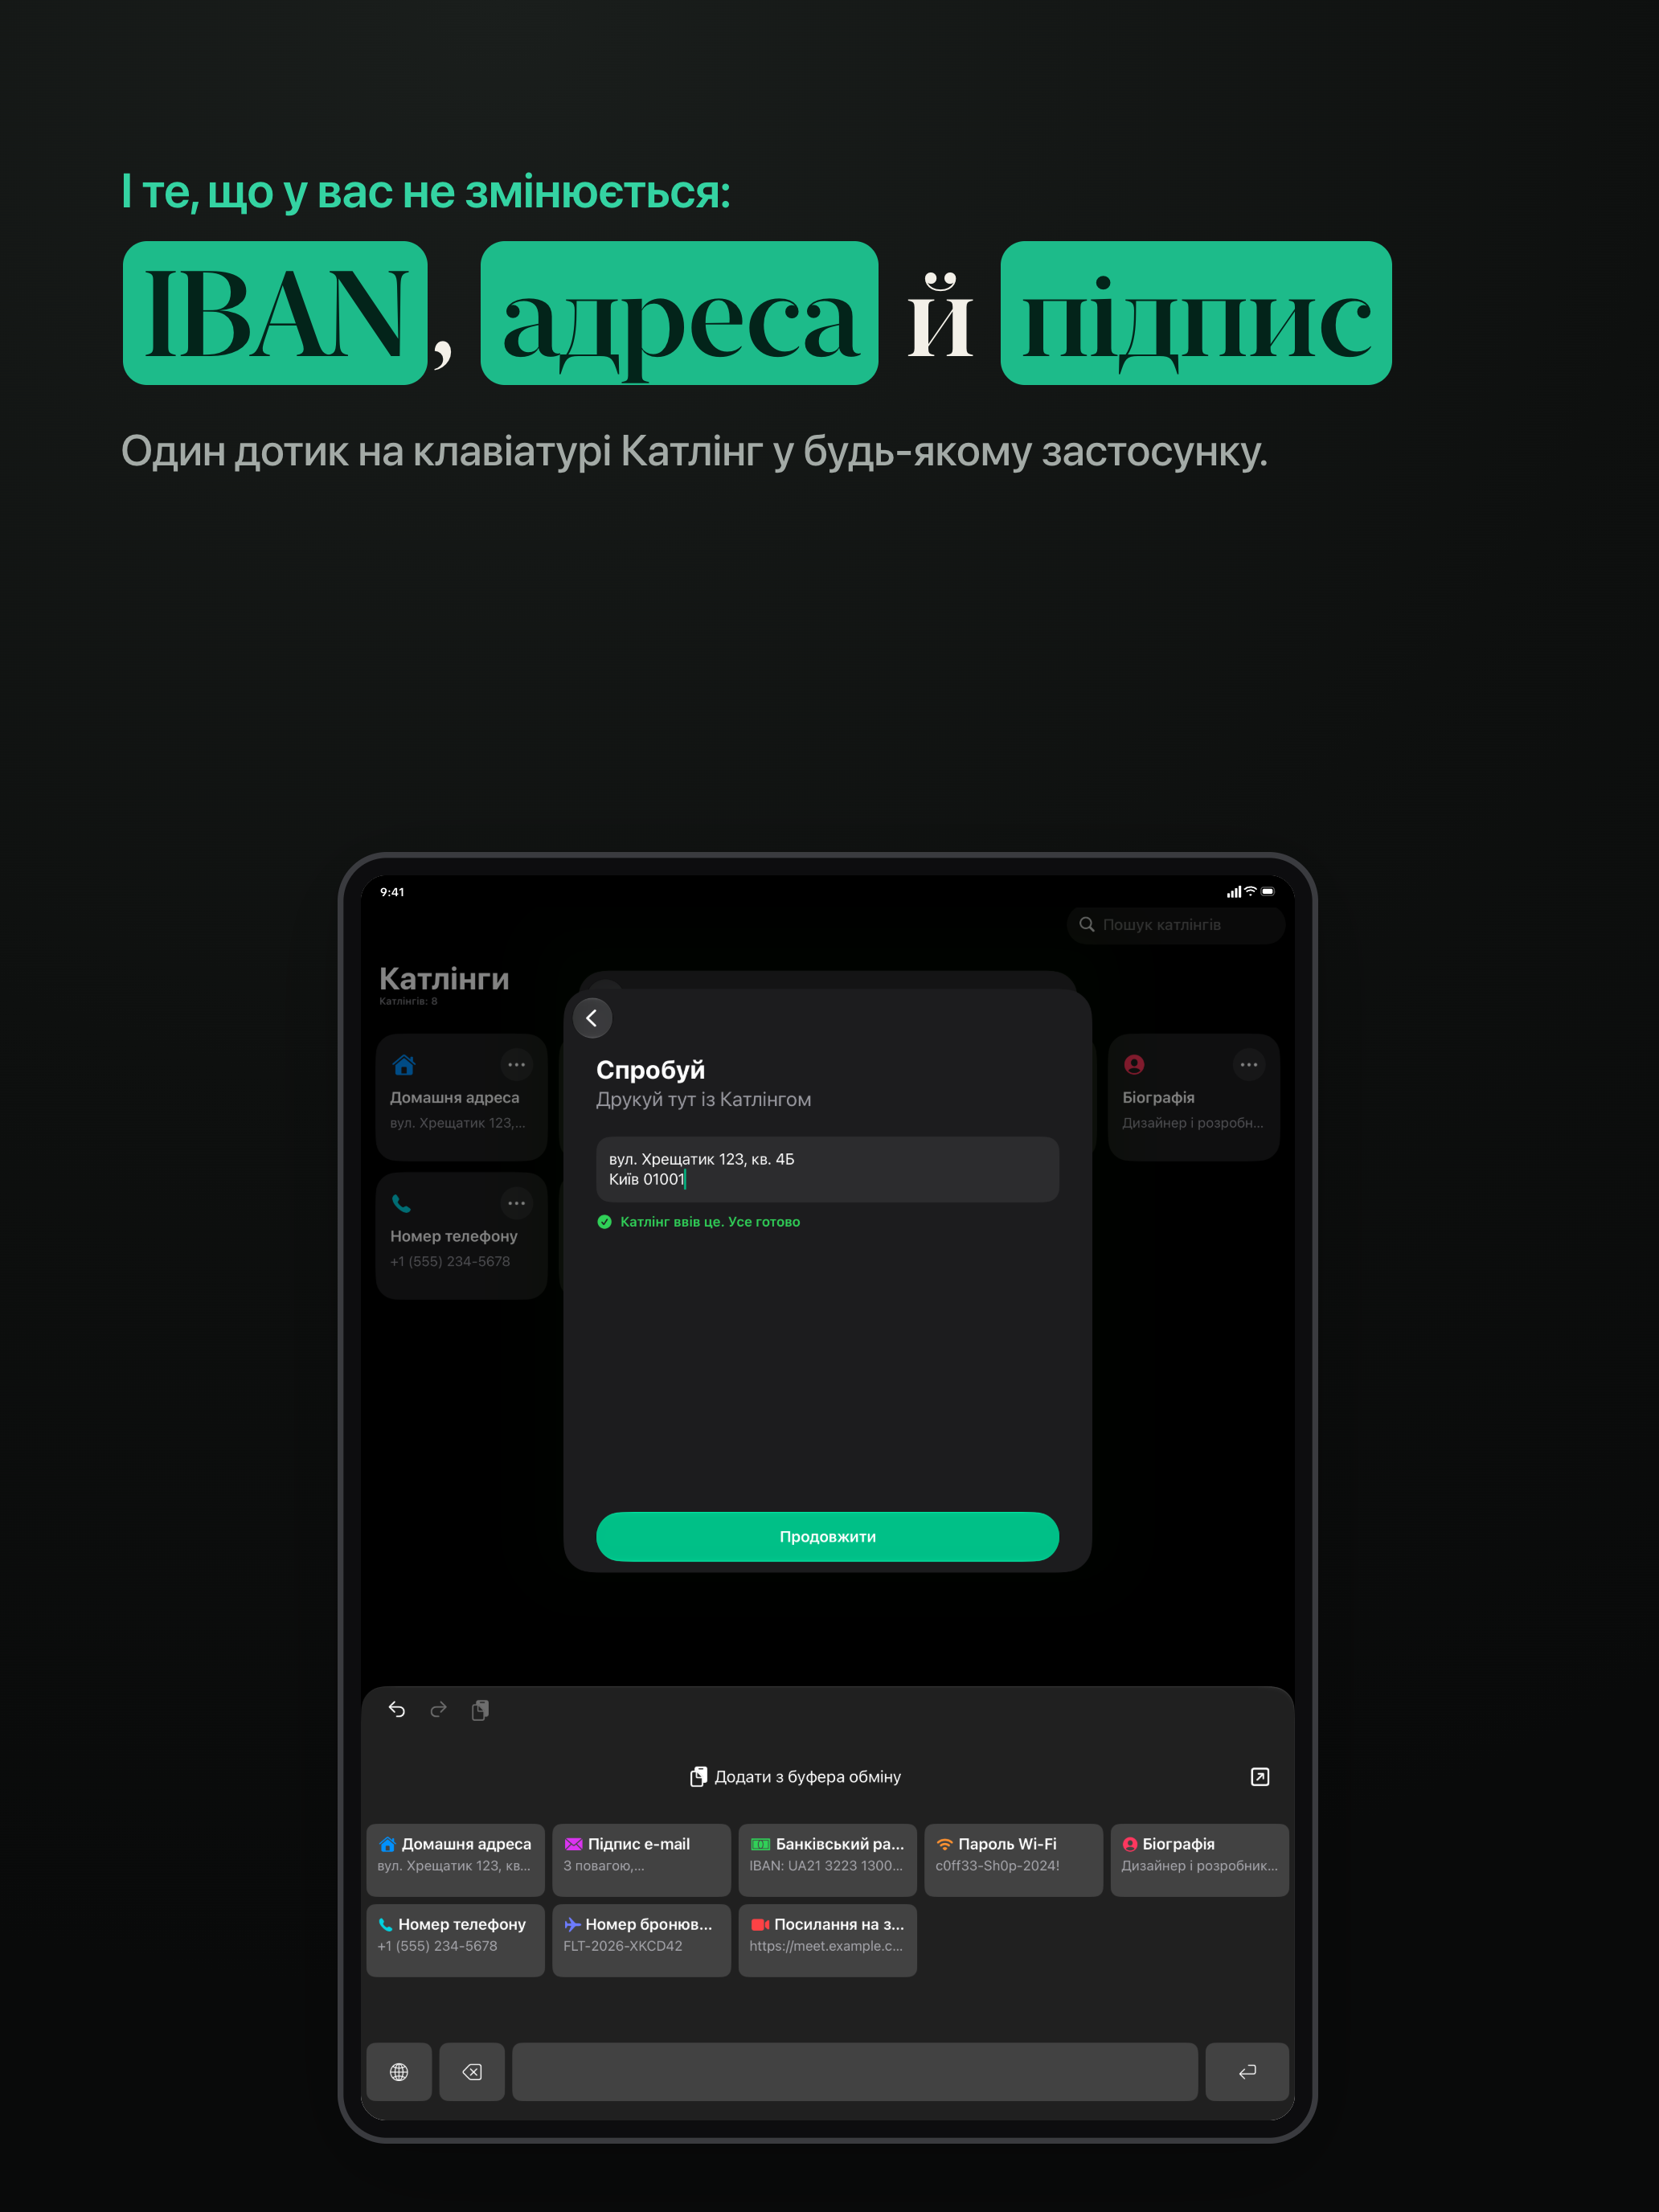 І те, що у вас не змінюється:
IBAN, адреса й підпис
Один дотик на клавіатурі Катлінг у будь-якому застосунку.
9:41
Пошук катлінгів
Катлінги
Катлінгів: 8
Домашня адреса
вул. Хрещатик 123,...
Номер телефону
+1 (555) 234-5678
Біографія
Дизайнер і розробн...
Спробуй
Друкуй тут із Катлінгом
вул. Хрещатик 123, кв. 4Б
Київ 01001
Катлінг ввів це. Усе готово
Продовжити
Додати з буфера обміну
Домашня адреса
вул. Хрещатик 123, кв...
Підпис e-mail
З повагою,...
Банківський ра...
IBAN: UA21 3223 1300...
Пароль Wi-Fi
c0ff33-Sh0p-2024!
Біографія
Дизайнер і розробник...
Номер телефону
+1 (555) 234-5678
Номер бронюв...
FLT-2026-XKCD42
Посилання на з...
https://meet.example.c...